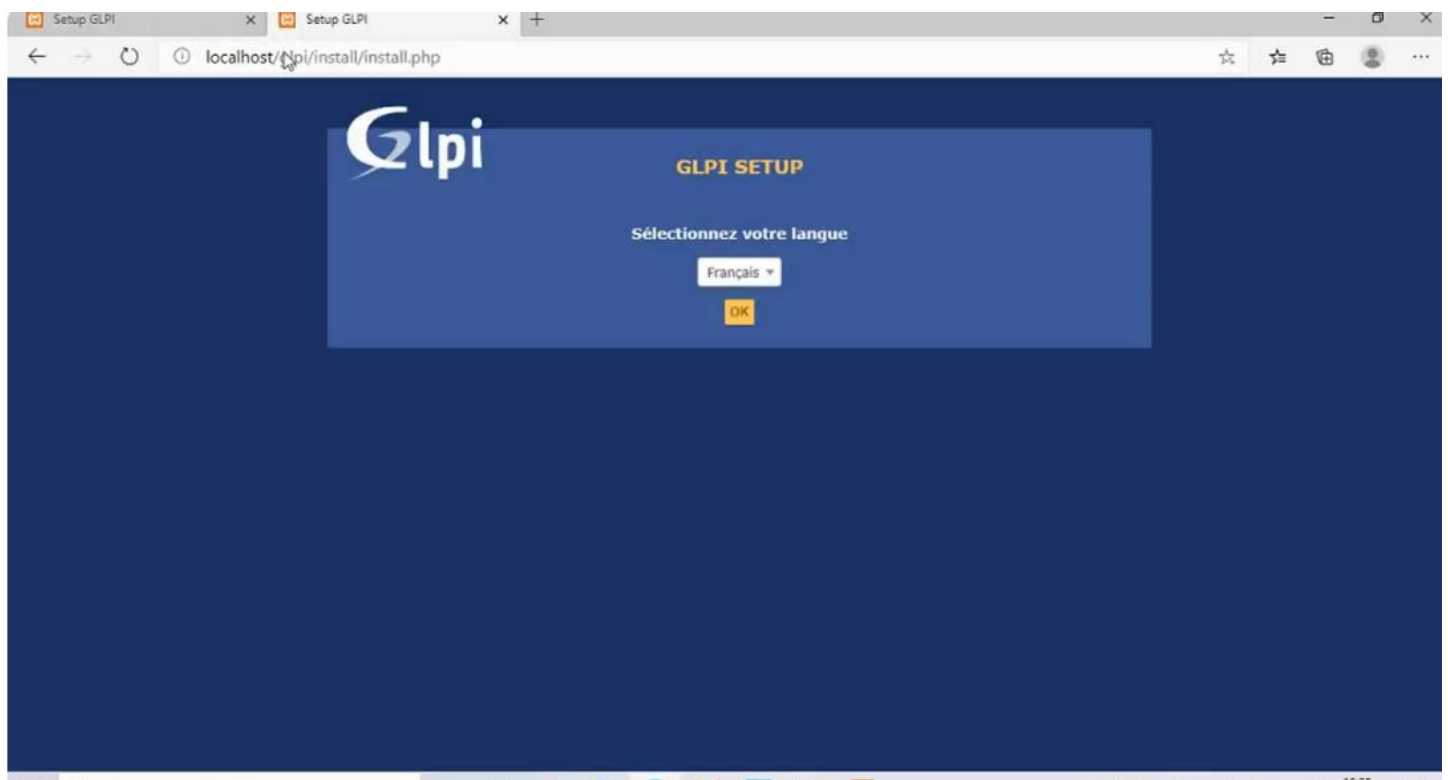 Setup GLPI
Setup GLPI
localhost/glpi/install/install.php
Glpi
GLPI SETUP
Sélectionnez votre langue
Français
OK